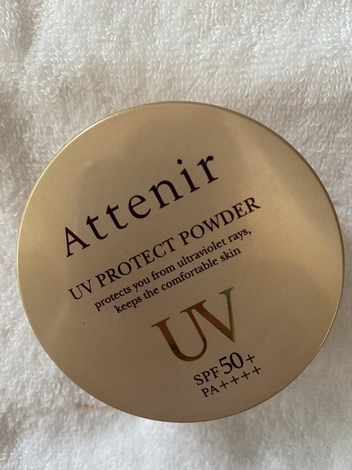 Attenir
UV PROTECT POWDER
protects you from ultraviolet rays,
keeps the comfortable skin
UV
SPF50+
PA++++